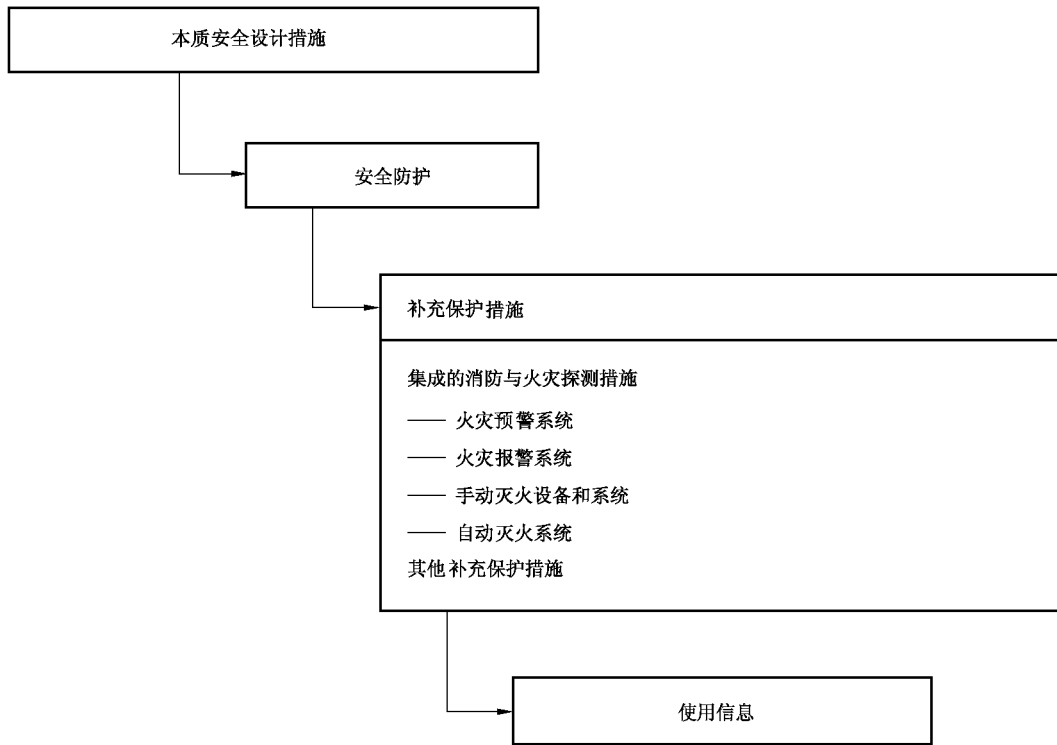 本质安全设计措施
安全防护
补充保护措施
集成的消防与火灾探测措施
—— 火灾预警系统
—— 火灾报警系统
—— 手动灭火设备和系统
—— 自动灭火系统
其他补充保护措施
使用信息